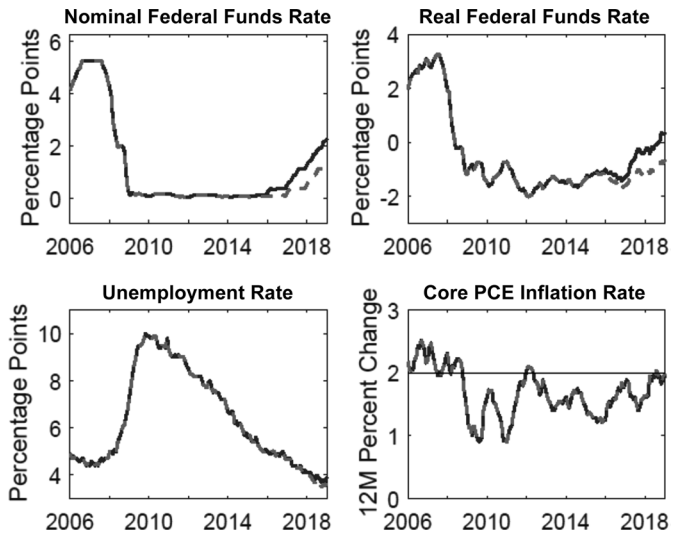 Nominal Federal Funds Rate
Percentage Points
6
4
2
0
2006 2010 2014 2018
Real Federal Funds Rate
Percentage Points
4
2
0
-2
2006 2010 2014 2018
Unemployment Rate
Percentage Points
10
8
6
4
2006 2010 2014 2018
Core PCE Inflation Rate
12M Percent Change
3
2
1
0
2006 2010 2014 2018